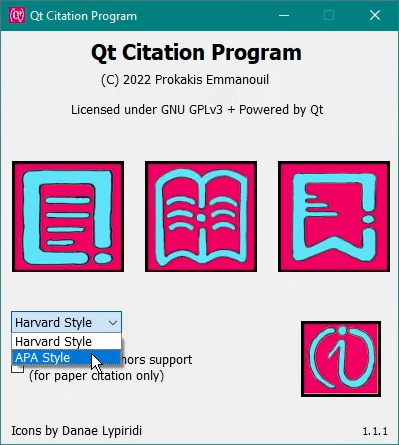 Qt Citation Program
Qt Citation Program
(C) 2022 Prokakis Emmanouil
Licensed under GNU GPLv3 + Powered by Qt
Harvard Style
Harvard Style
APA Style
hors support
(for paper citation only)
Icons by Danae Lypiridi
1.1.1